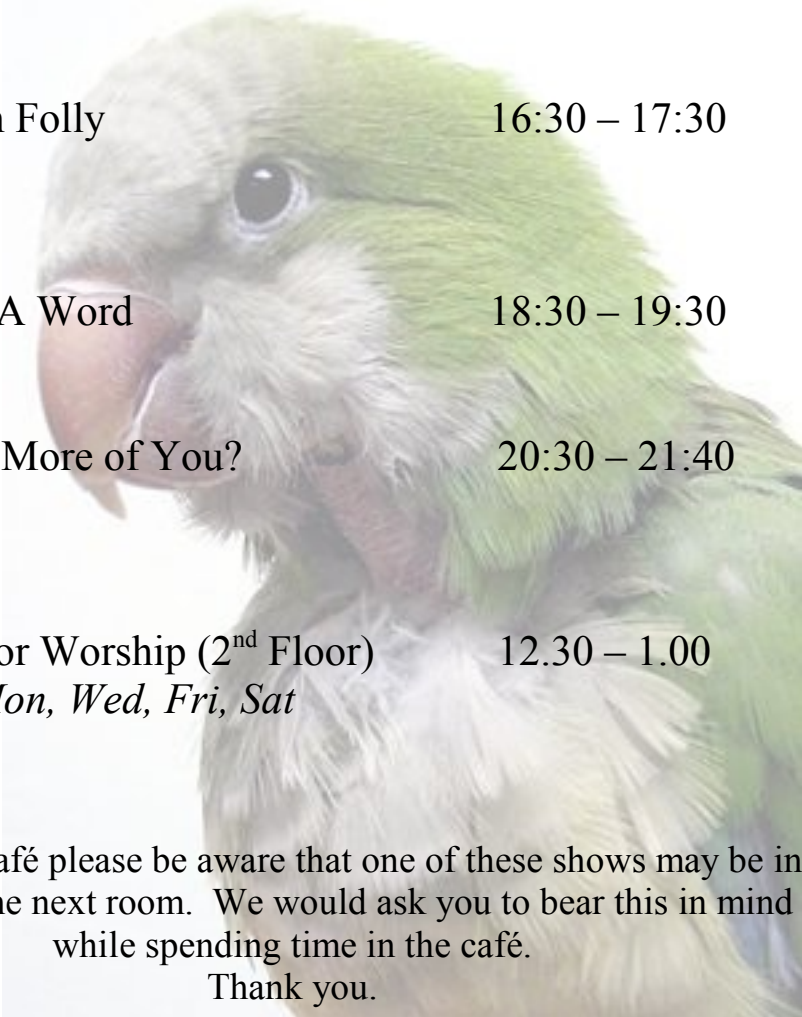 n Folly 16:30 – 17:30
A Word 18:30 – 19:30
More of You? 20:30 – 21:40
or Worship (2nd Floor) 12.30 – 1.00
on, Wed, Fri, Sat
afé please be aware that one of these shows may be in
he next room. We would ask you to bear this in mind
while spending time in the café.
Thank you.